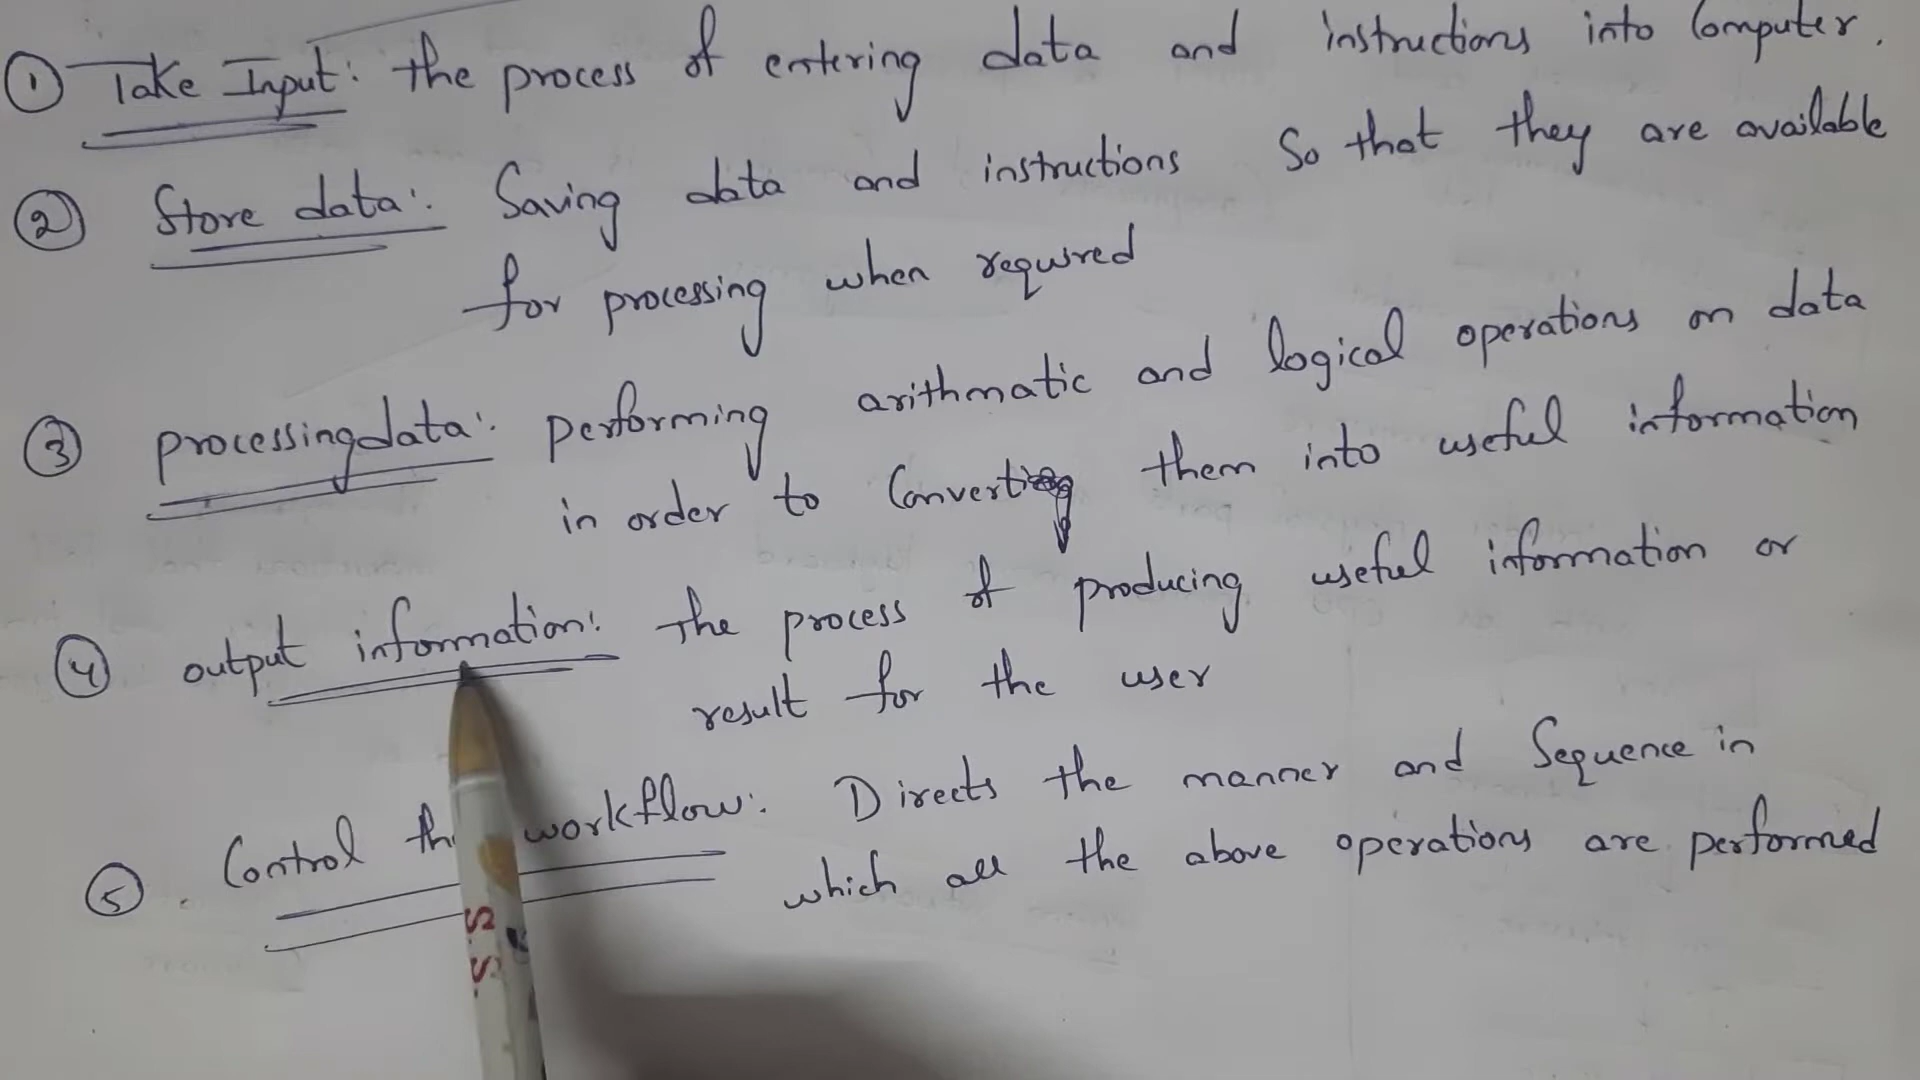 ① Take Input: the process of entering data and instructions into Computer.
② Store data: Saving data and instructions So that they are available
for processing when required
③ processing data: performing arithmatic and logical operations on data
in order to Converting them into useful information
④ output information: The process of producing useful information or
result for the user
⑤. Control workflow: Directs the manner and Sequence in
which all the above operations are performed
S.S.